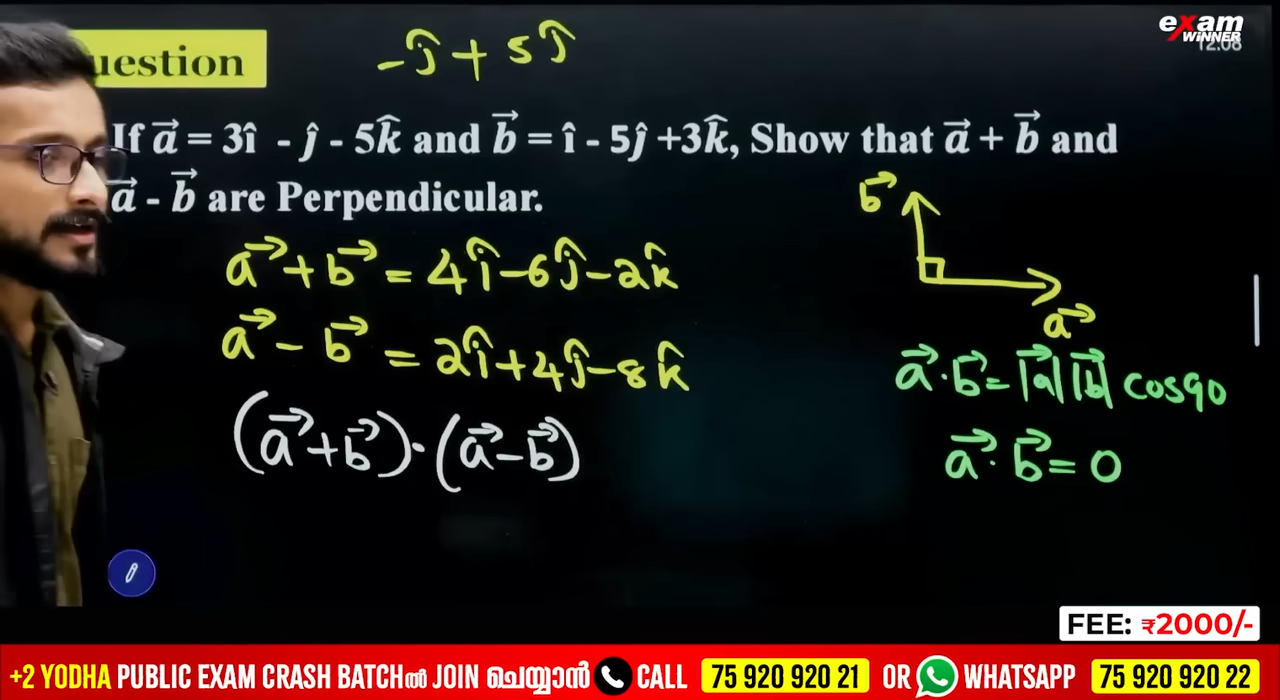 exam
WiNNER
12:08
uestion
-ĵ + 5ĵ
If a⃗ = 3î - ĵ - 5k̂ and b⃗ = î - 5ĵ +3k̂, Show that a⃗ + b⃗ and
a⃗ - b⃗ are Perpendicular.
b⃗
a⃗
a⃗ + b⃗ = 4î - 6ĵ - 2k̂
a⃗ - b⃗ = 2î + 4ĵ - 8k̂
(a⃗ + b⃗) · (a⃗ - b⃗)
a⃗ · b⃗ = |a⃗| |b⃗| cos90
a⃗ · b⃗ = 0
FEE: ₹2000/-
+2 YODHA PUBLIC EXAM CRASH BATCHൽ JOIN ചെയ്യാൻ CALL 75 920 920 21 OR WHATSAPP 75 920 920 22